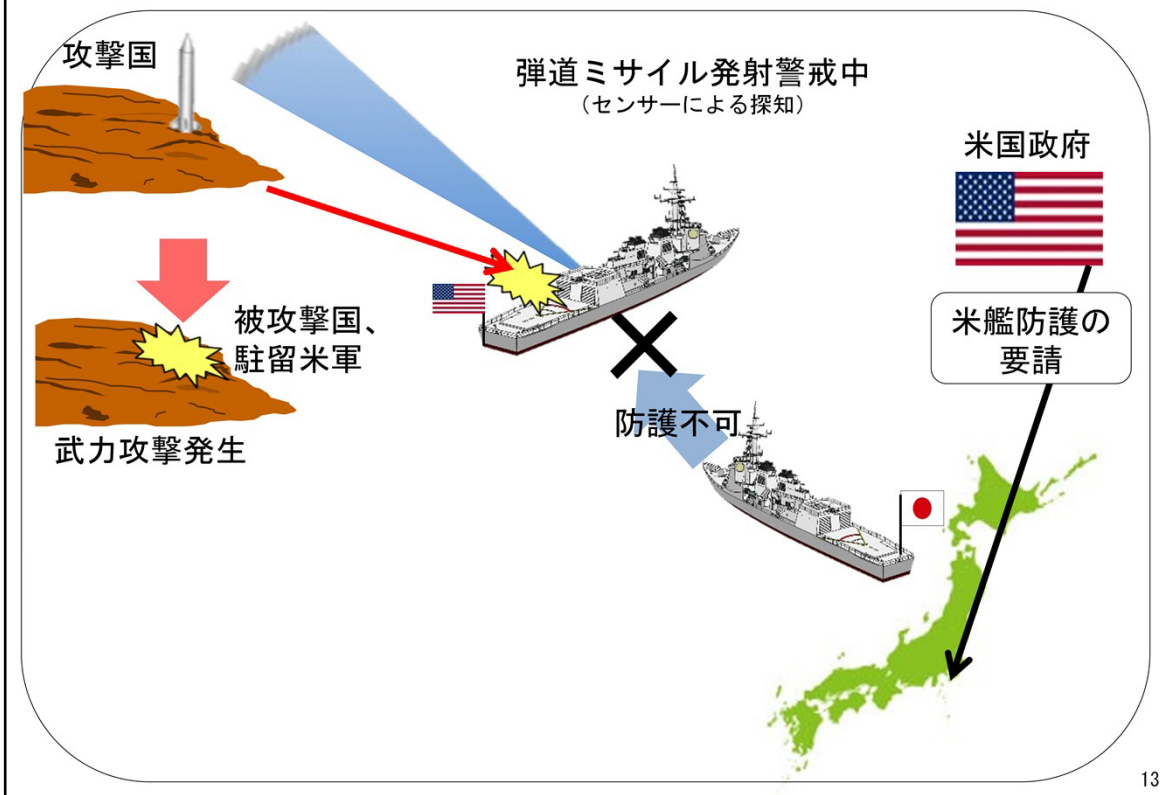 攻撃国
弾道ミサイル発射警戒中
（センサーによる探知）
米国政府
被攻撃国、
駐留米軍
米艦防護の
要請
防護不可
武力攻撃発生
13